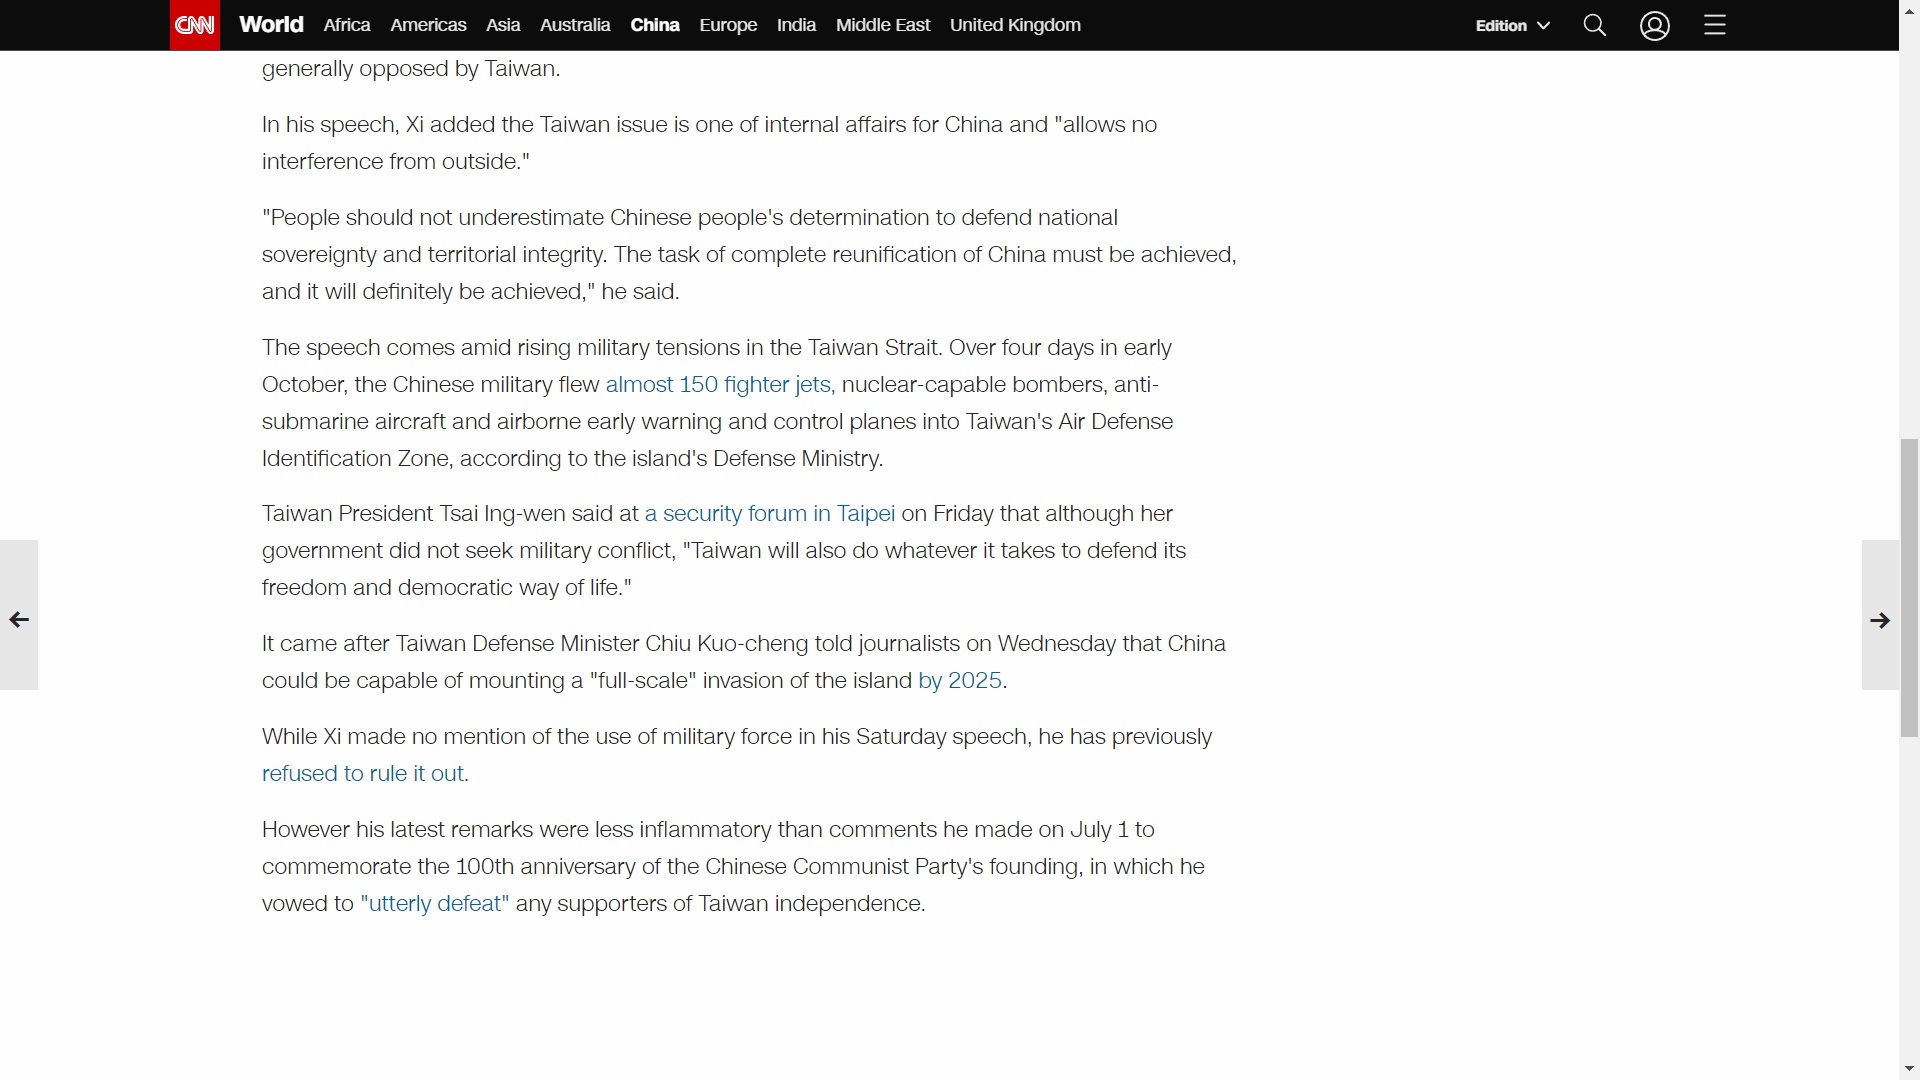 CNN World Africa Americas Asia Australia China Europe India Middle East United Kingdom Edition
generally opposed by Taiwan.
In his speech, Xi added the Taiwan issue is one of internal affairs for China and "allows no
interference from outside."
"People should not underestimate Chinese people's determination to defend national
sovereignty and territorial integrity. The task of complete reunification of China must be achieved,
and it will definitely be achieved," he said.
The speech comes amid rising military tensions in the Taiwan Strait. Over four days in early
October, the Chinese military flew almost 150 fighter jets, nuclear-capable bombers, anti-
submarine aircraft and airborne early warning and control planes into Taiwan's Air Defense
Identification Zone, according to the island's Defense Ministry.
Taiwan President Tsai Ing-wen said at a security forum in Taipei on Friday that although her
government did not seek military conflict, "Taiwan will also do whatever it takes to defend its
freedom and democratic way of life."
It came after Taiwan Defense Minister Chiu Kuo-cheng told journalists on Wednesday that China
could be capable of mounting a "full-scale" invasion of the island by 2025.
While Xi made no mention of the use of military force in his Saturday speech, he has previously
refused to rule it out.
However his latest remarks were less inflammatory than comments he made on July 1 to
commemorate the 100th anniversary of the Chinese Communist Party's founding, in which he
vowed to "utterly defeat" any supporters of Taiwan independence.